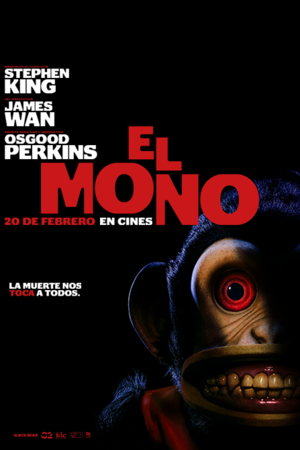 STEPHEN
KING
JAMES
WAN
OSGOOD
PERKINS
EL
MONO
20 DE FEBRERO EN CINES
LA MUERTE NOS
TOCA A TODOS.